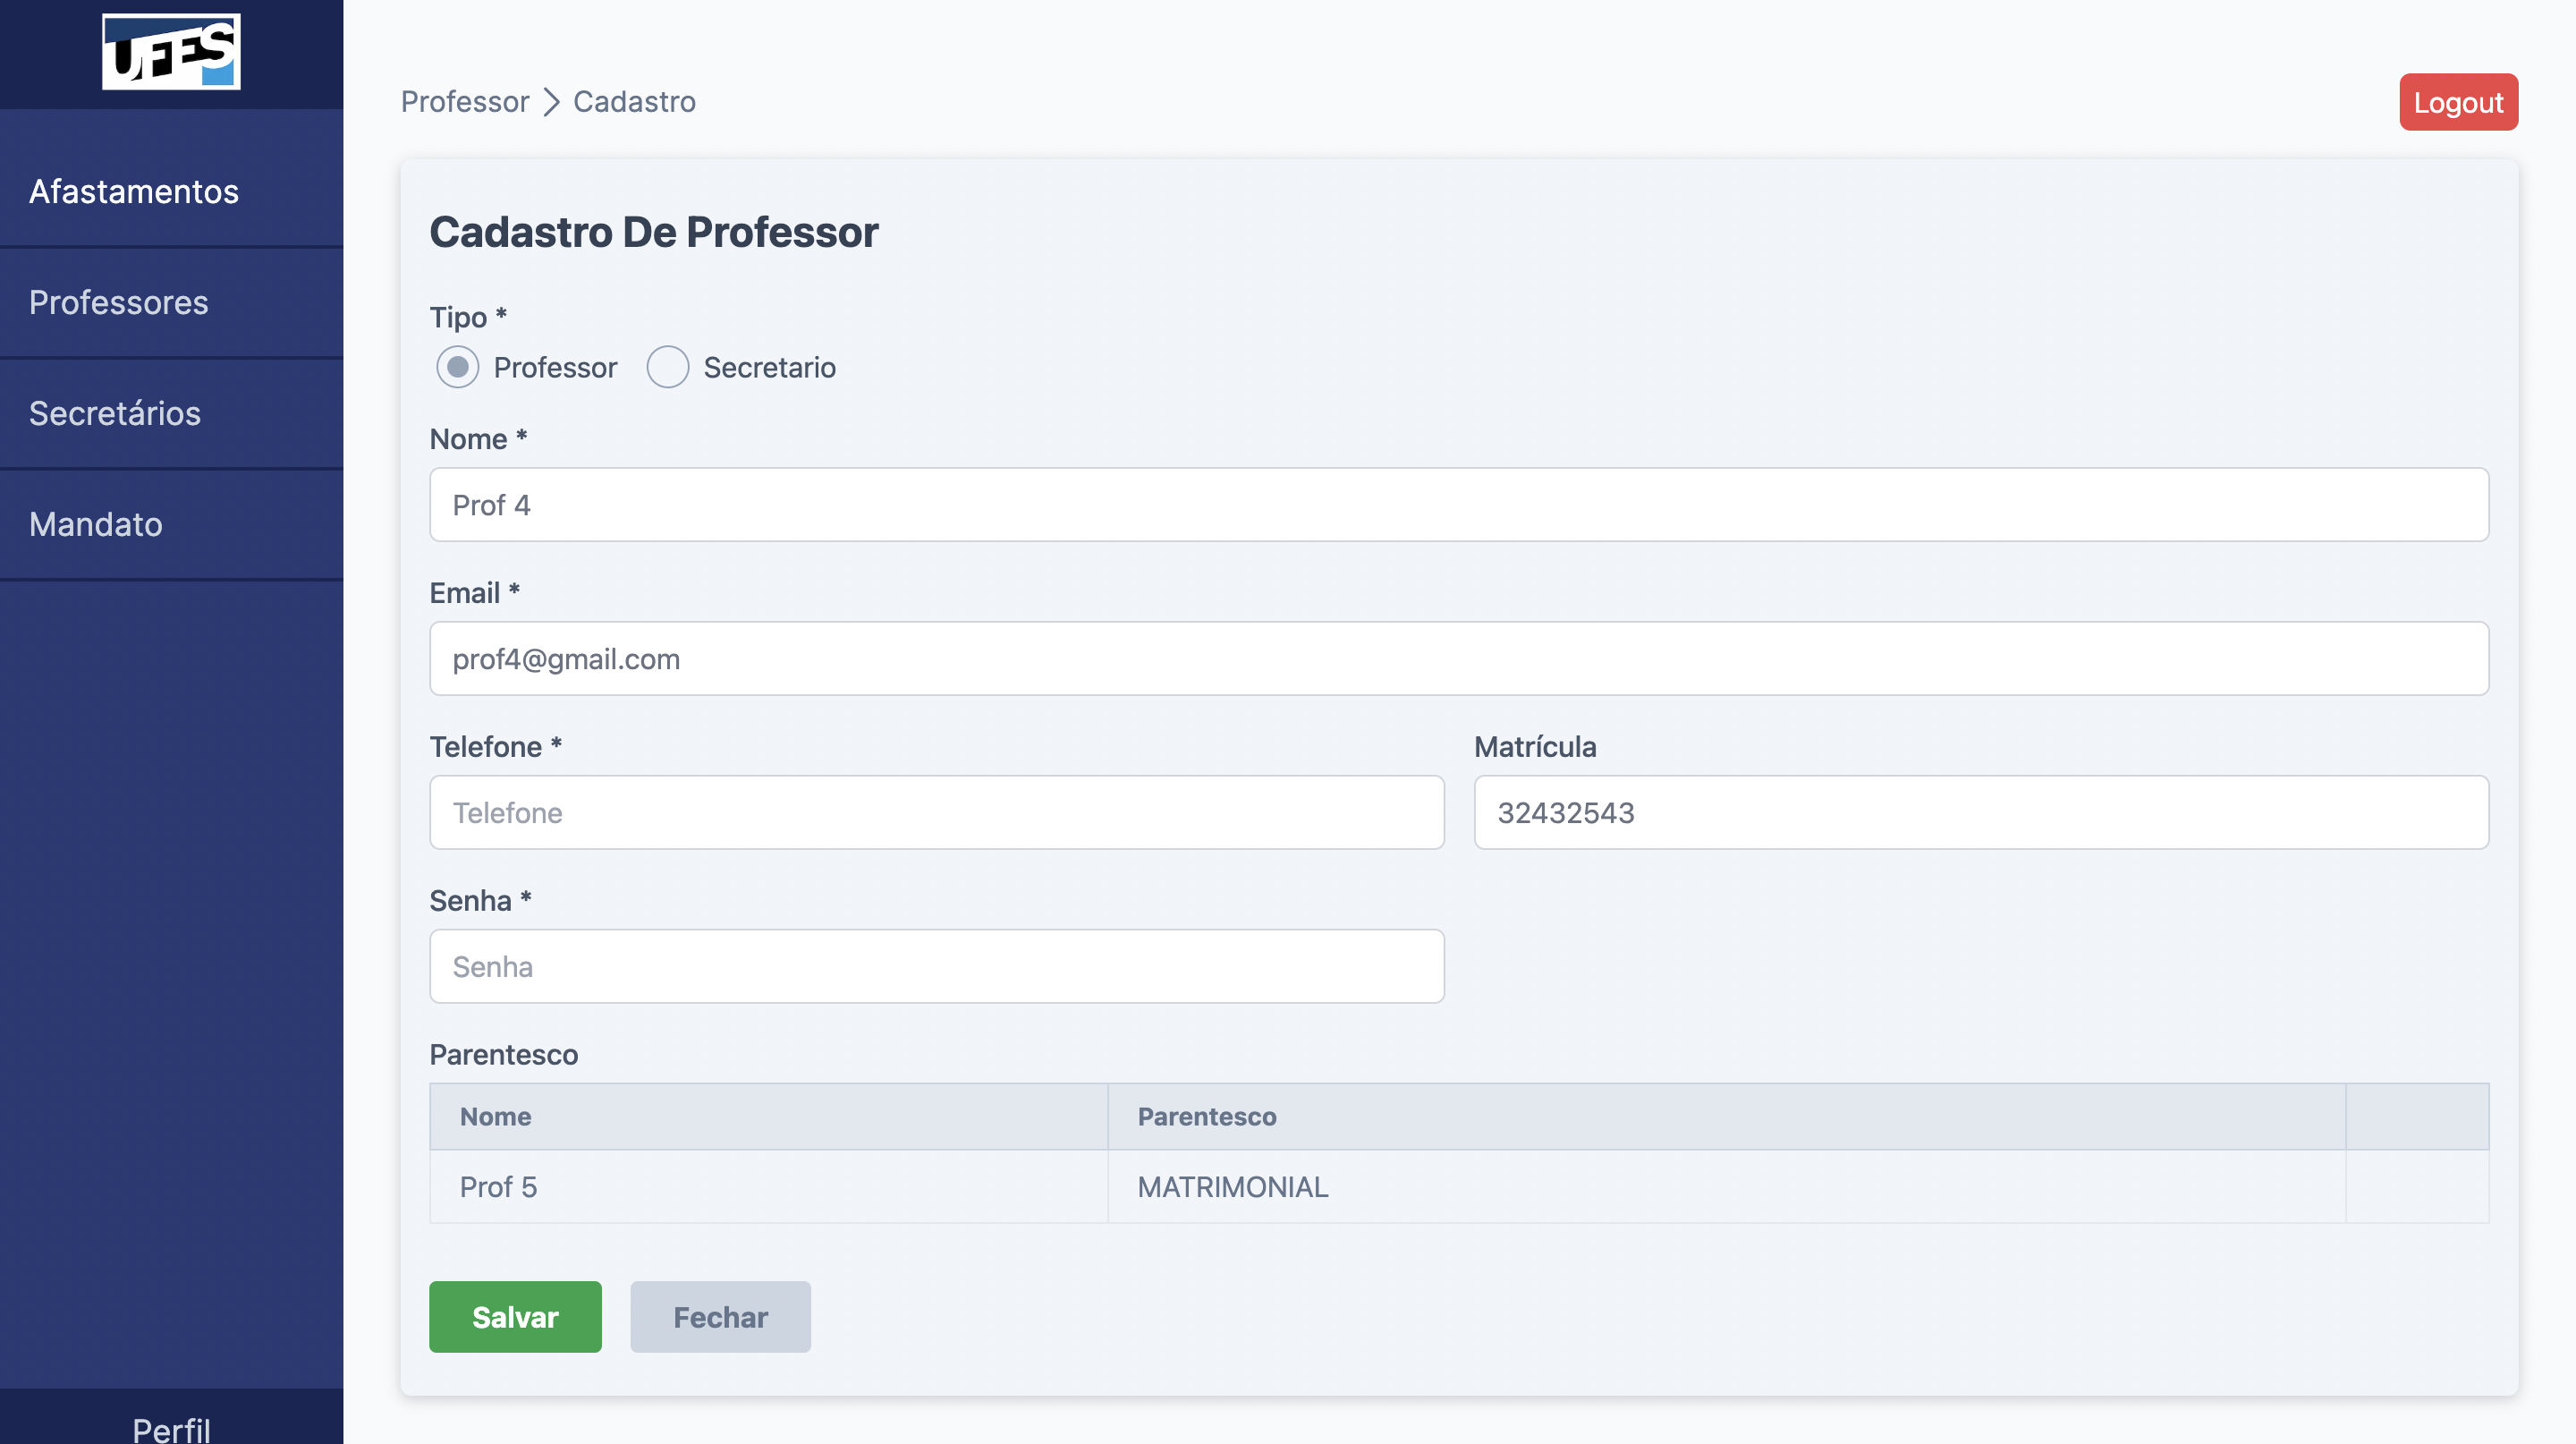 UFES
Afastamentos
Professores
Secretários
Mandato
Perfil
Professor > Cadastro
Logout
Cadastro De Professor
Tipo *
Professor Secretario
Nome *
Prof 4
Email *
prof4@gmail.com
Telefone * Matrícula
Telefone 32432543
Senha *
Senha
Parentesco
Nome Parentesco
Prof 5 MATRIMONIAL
Salvar Fechar